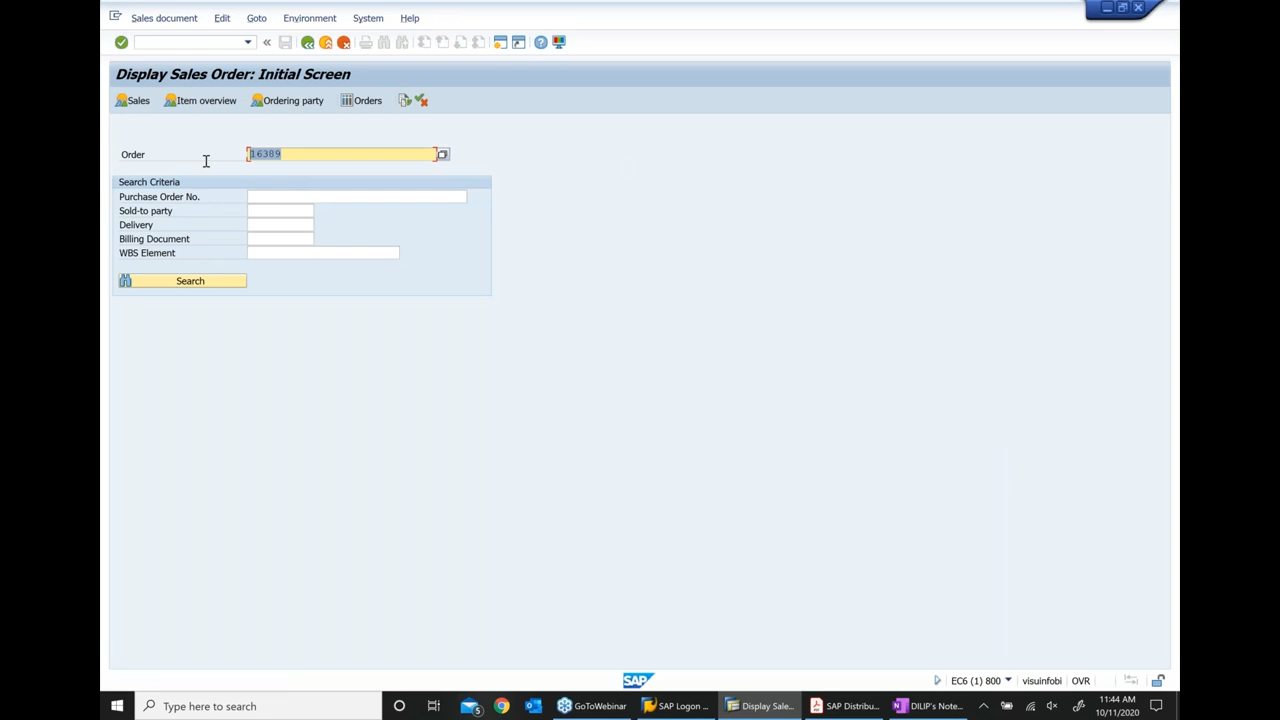 Sales document Edit Goto Environment System Help
Display Sales Order: Initial Screen
Sales Item overview Ordering party Orders
Order 16389
Search Criteria
Purchase Order No.
Sold-to party
Delivery
Billing Document
WBS Element
Search
SAP EC6 (1) 800 visuinfobi OVR
Type here to search 5 GoToWebinar SAP Logon ... Display Sale... SAP Distribu... DILIP's Note... 11:44 AM
10/11/2020